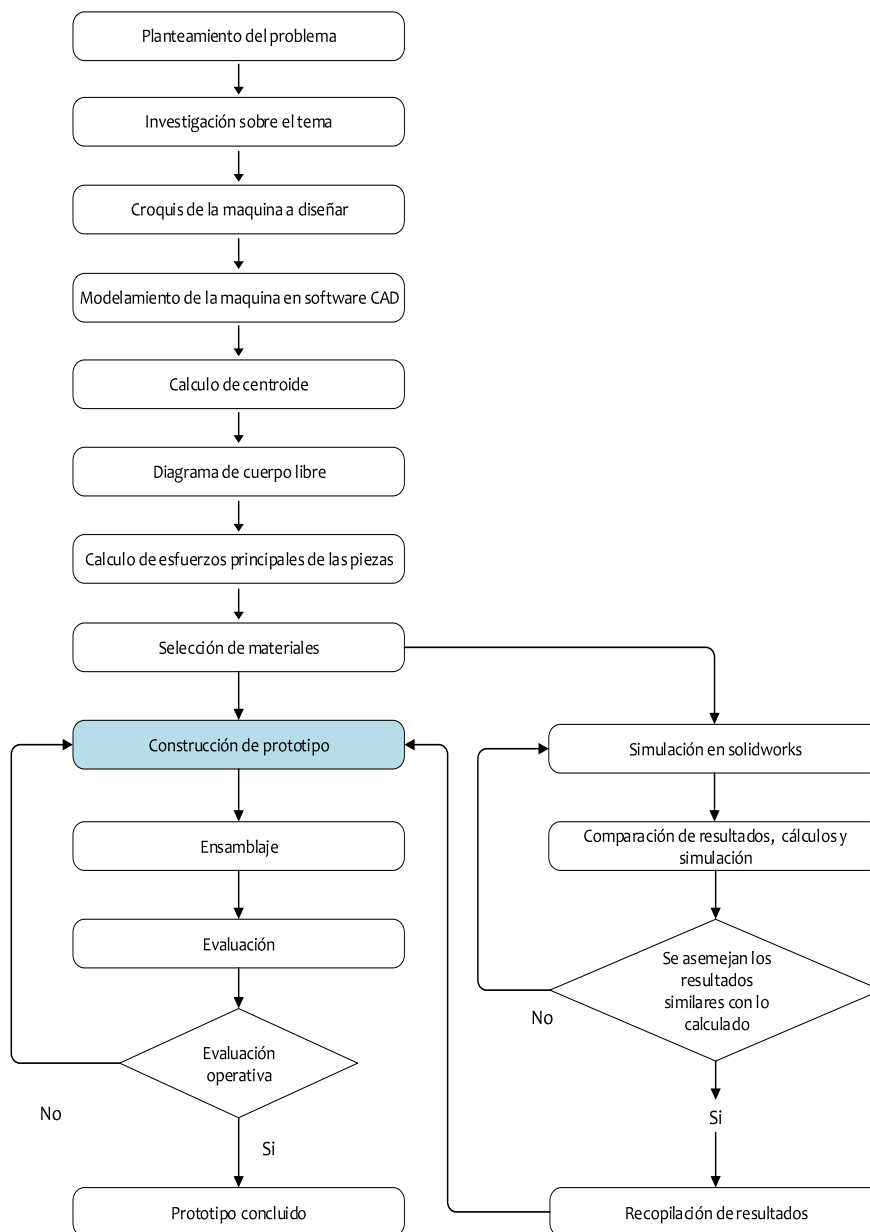 Planteamiento del problema
Investigación sobre el tema
Croquis de la maquina a diseñar
Modelamiento de la maquina en software CAD
Calculo de centroide
Diagrama de cuerpo libre
Calculo de esfuerzos principales de las piezas
Selección de materiales
Construcción de prototipo
Ensamblaje
Evaluación
Evaluación
operativa
No
Si
Prototipo concluido
Simulación en solidworks
Comparación de resultados, cálculos y
simulación
Se asemejan los
resultados
similares con lo
calculado
No
Si
Recopilación de resultados